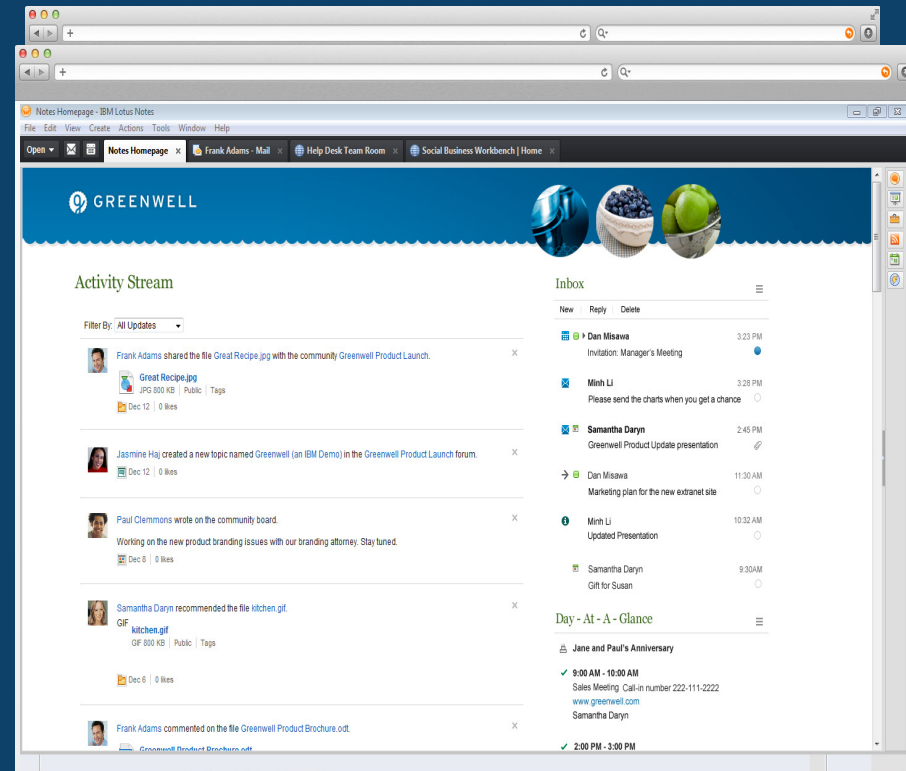 Notes Homepage - IBM Lotus Notes
File Edit View Create Actions Tools Window Help
Open Notes Homepage x Frank Adams - Mail x Help Desk Team Room x Social Business Workbench | Home x
GREENWELL
Activity Stream
Filter By: All Updates
Frank Adams shared the file Great Recipe.jpg with the community Greenwell Product Launch.
Great Recipe.jpg
JPG 800 KB | Public | Tags
Dec 12 | 0 likes
Jasmine Haj created a new topic named Greenwell (an IBM Demo) in the Greenwell Product Launch forum.
Dec 12 | 0 likes
Paul Clemmons wrote on the community board.
Working on the new product branding issues with our branding attorney. Stay tuned.
Dec 8 | 0 likes
Samantha Daryn recommended the file kitchen.gif.
GIF
kitchen.gif
GIF 800 KB | Public | Tags
Dec 6 | 0 likes
Frank Adams commented on the file Greenwell Product Brochure.odt.
Greenwell Product Brochure.odt
Inbox
New | Reply Delete
Dan Misawa 3:23 PM
Invitation: Manager's Meeting
Minh Li 3:28 PM
Please send the charts when you get a chance
Samantha Daryn 2:45 PM
Greenwell Product Update presentation
Dan Misawa 11:30 AM
Marketing plan for the new extranet site
Minh Li 10:32 AM
Updated Presentation
Samantha Daryn 9:30AM
Gift for Susan
Day - At - A - Glance
Jane and Paul's Anniversary
9:00 AM - 10:00 AM
Sales Meeting Call-in number 222-111-2222
www.greenwell.com
Samantha Daryn
2:00 PM - 3:00 PM